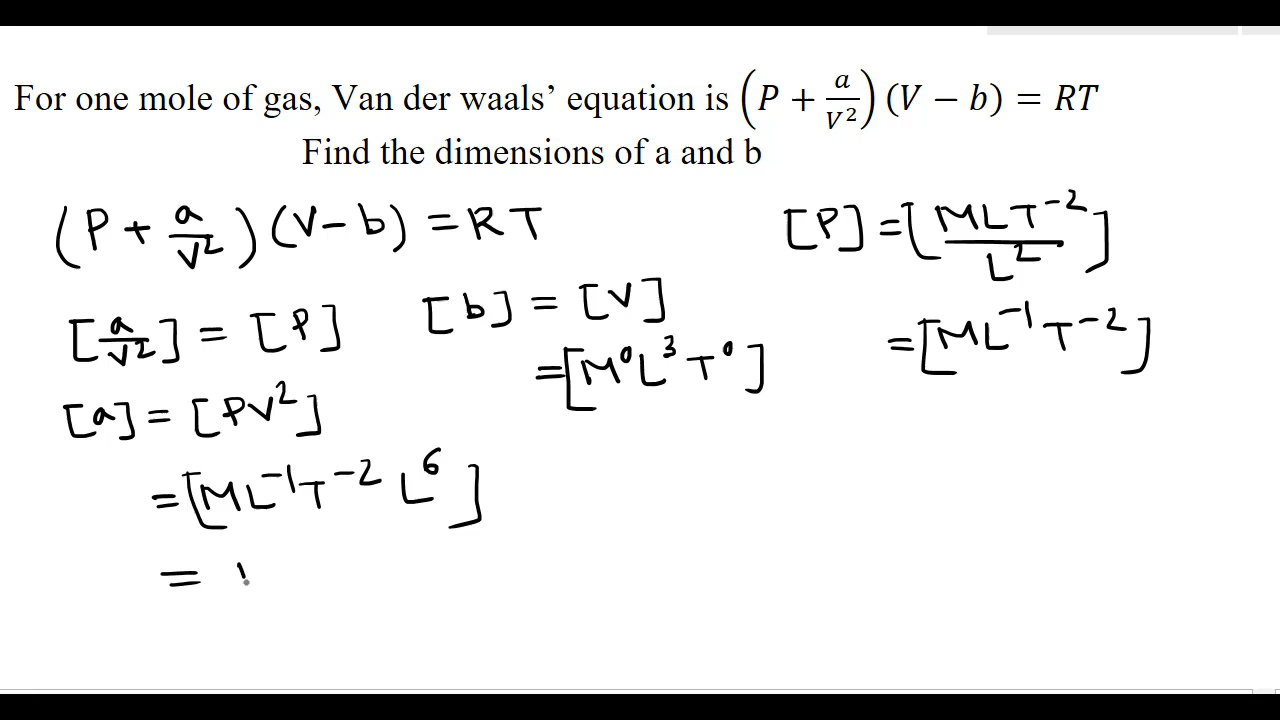 For one mole of gas, Van der waals' equation is (P + a/V²) (V − b) = RT
Find the dimensions of a and b
(P + a/V²)(V − b) = RT
[P] = [MLT⁻²/L²]
= [ML⁻¹T⁻²]
[a/V²] = [P]
[b] = [V]
= [M⁰L³T⁰]
[a] = [PV²]
= [ML⁻¹T⁻² L⁶]
=